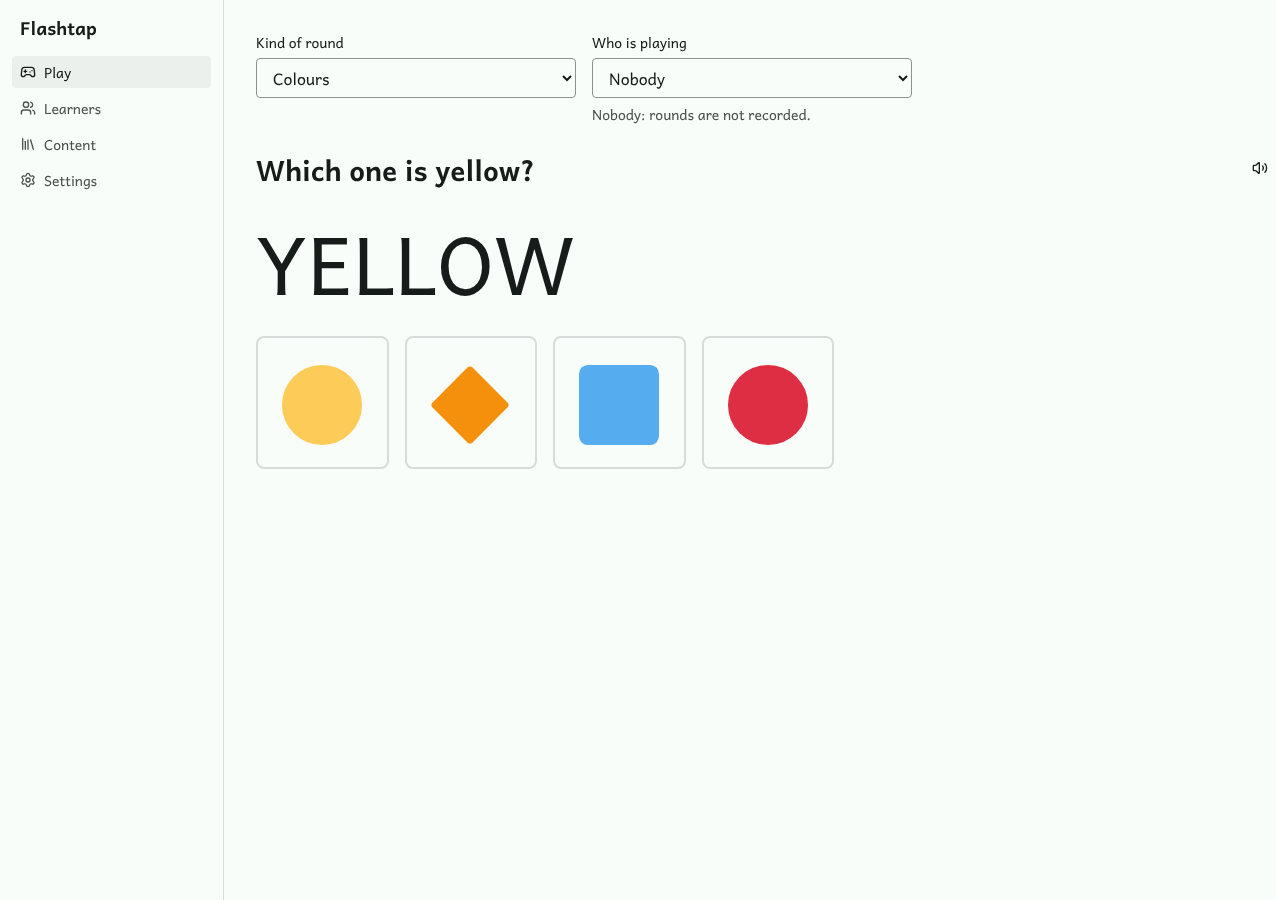 Flashtap
Play
Learners
Content
Settings
Kind of round
Colours
Who is playing
Nobody
Nobody: rounds are not recorded.
Which one is yellow?
YELLOW